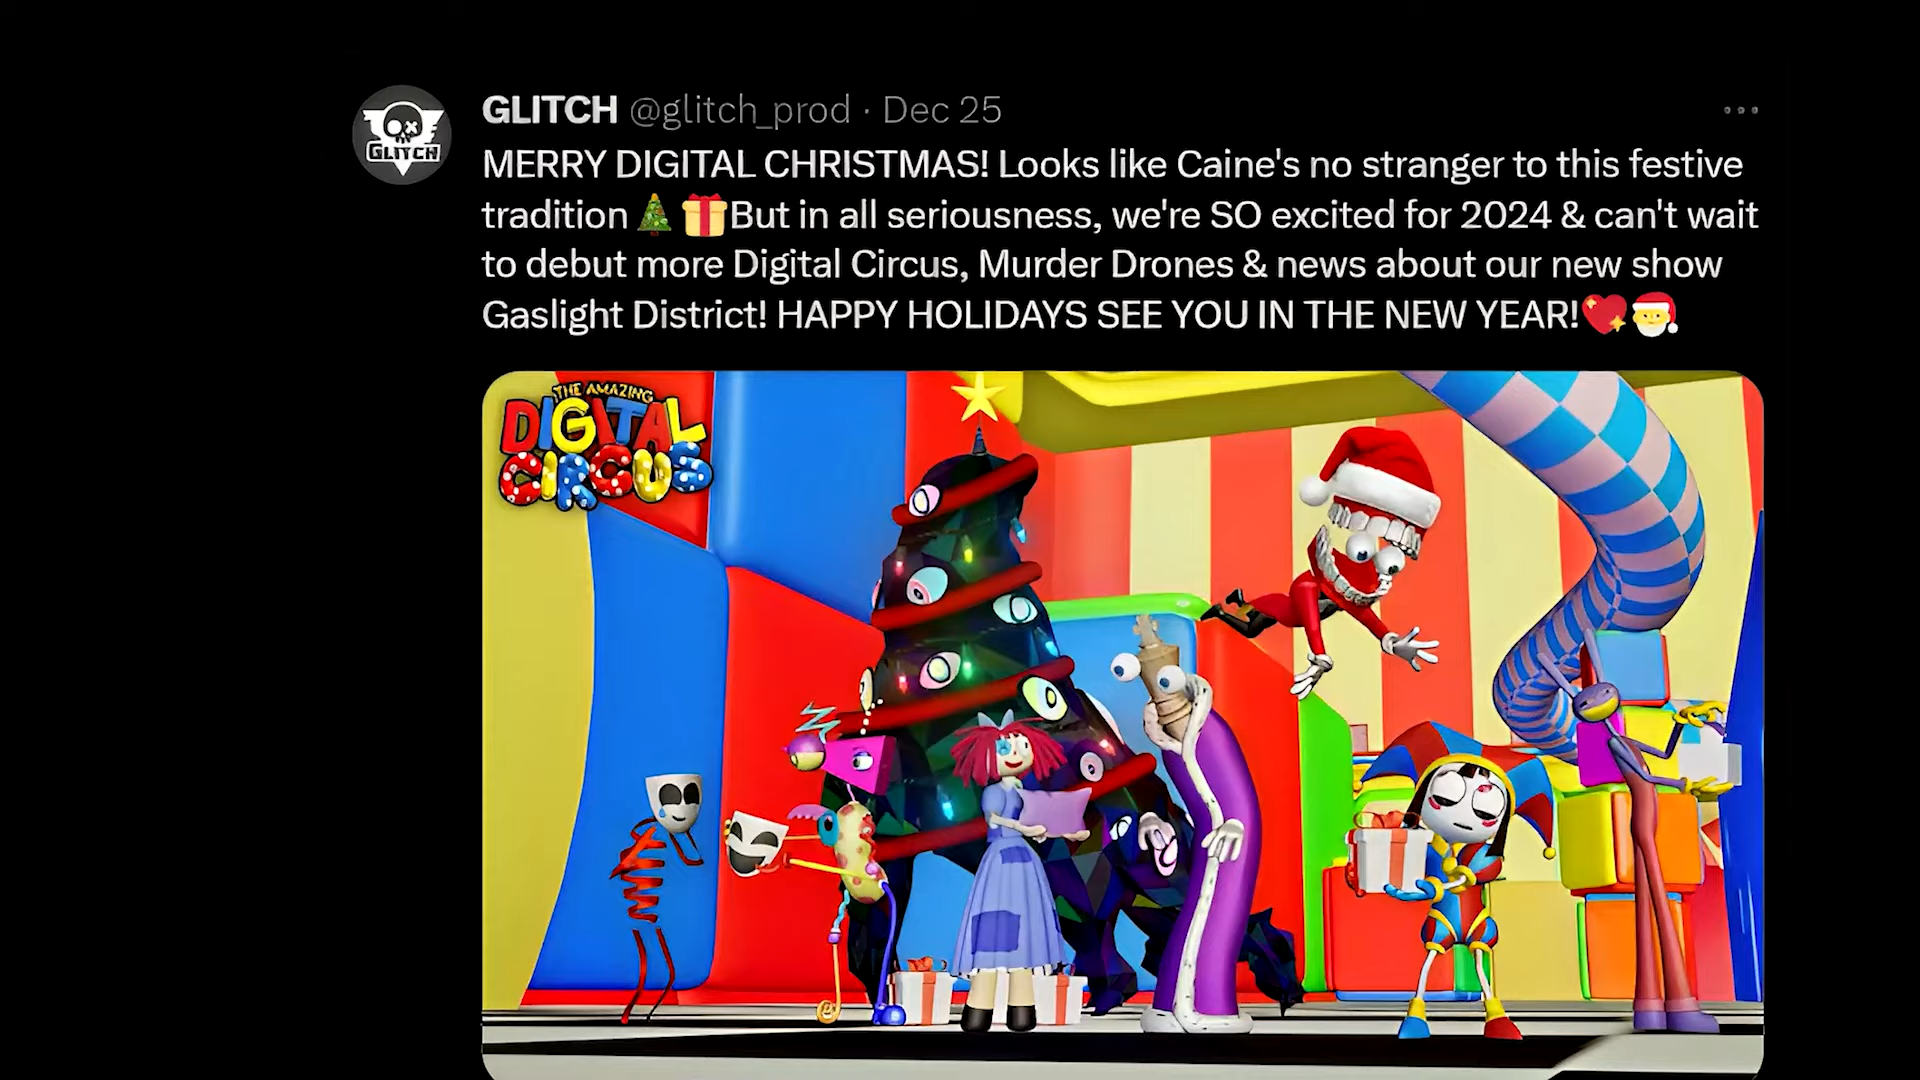 GLITCH @glitch_prod · Dec 25
MERRY DIGITAL CHRISTMAS! Looks like Caine's no stranger to this festive
tradition 🎄🎁But in all seriousness, we're SO excited for 2024 & can't wait
to debut more Digital Circus, Murder Drones & news about our new show
Gaslight District! HAPPY HOLIDAYS SEE YOU IN THE NEW YEAR!💖🎅
GLITCH
THE AMAZING
DIGITAL
CIRCUS